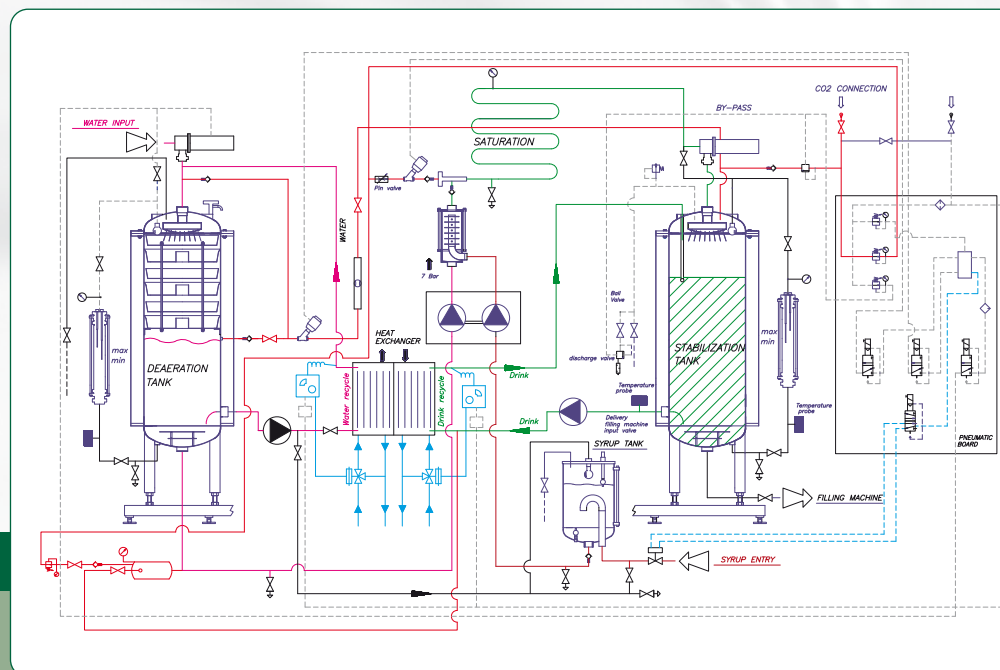 CO2 CONNECTION
BY-PASS
WATER INPUT
SATURATION
Pin valve
WATER
7 Bar
HEAT
EXCHANGER
Ball
Valve
discharge valve
max
min
DEAERATION
TANK
Water recycle
Drink recycle
Drink
Drink
STABILIZATION
TANK
max
min
Temperature
probe
Temperature
probe
Delivery
filling machine
input valve
SYRUP TANK
M
PNEUMATIC
BOARD
FILLING MACHINE
SYRUP ENTRY